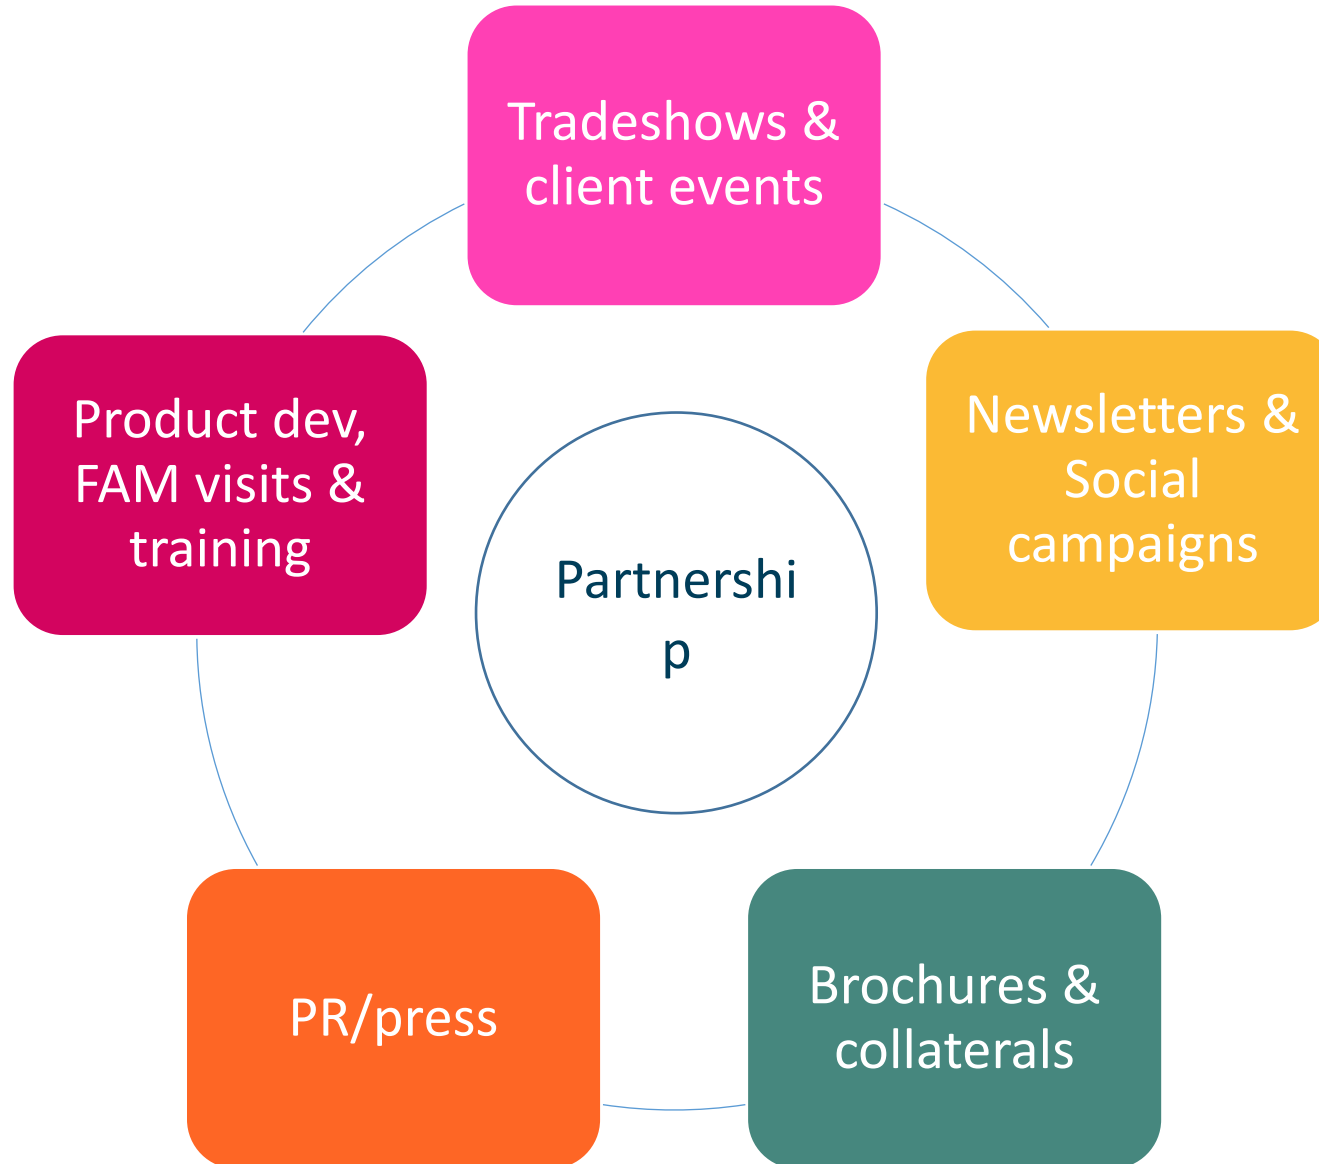 Tradeshows &
client events
Product dev,
FAM visits &
training
Newsletters &
Social
campaigns
Partnershi
p
PR/press
Brochures &
collaterals